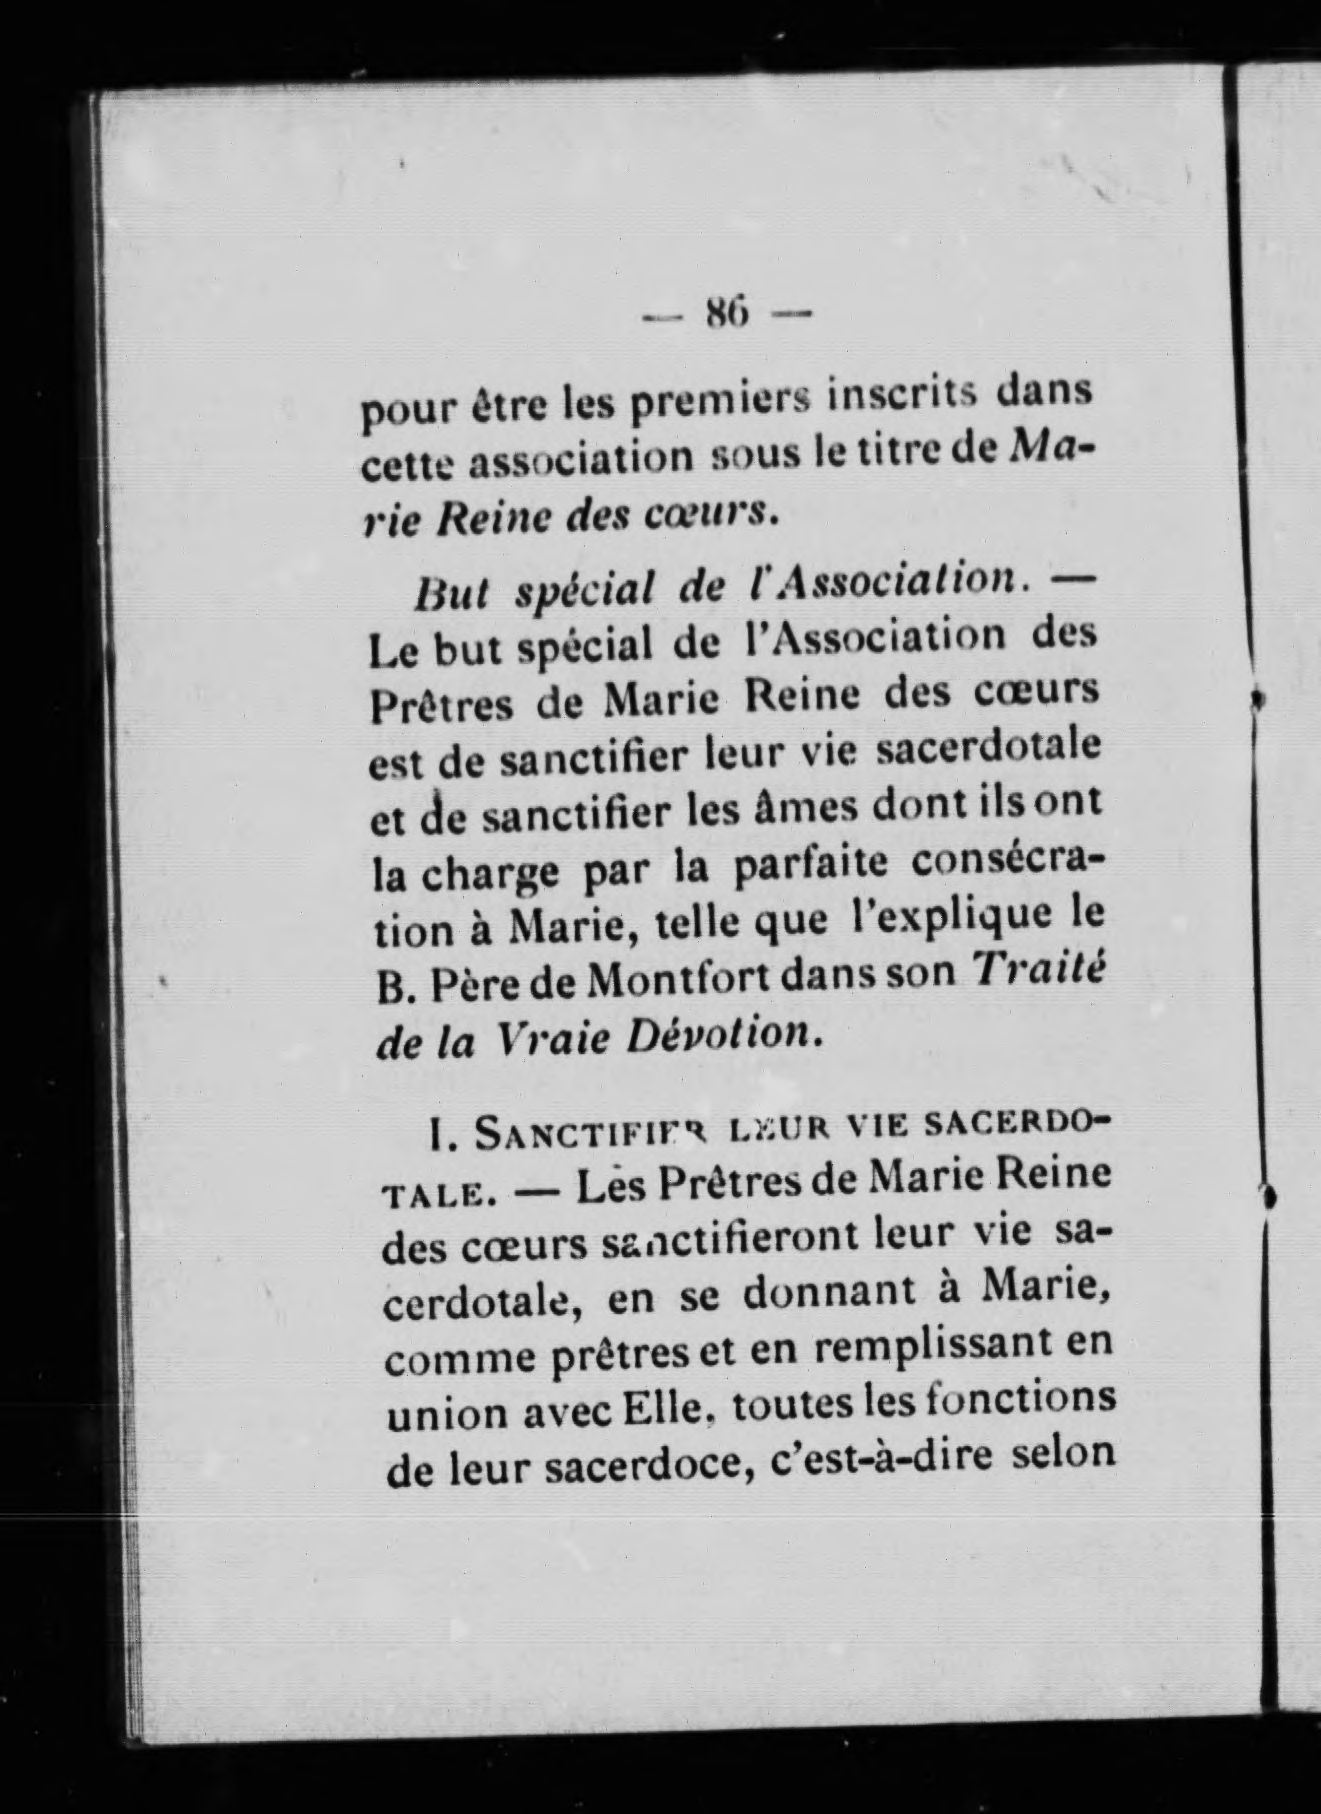 — 86 —
pour être les premiers inscrits dans
cette association sous le titre de Ma-
rie Reine des cœurs.
But spécial de l'Association. —
Le but spécial de l'Association des
Prêtres de Marie Reine des cœurs
est de sanctifier leur vie sacerdotale
et de sanctifier les âmes dont ils ont
la charge par la parfaite consécra-
tion à Marie, telle que l'explique le
B. Père de Montfort dans son Traité
de la Vraie Dévotion.
I. SANCTIFIER LEUR VIE SACERDO-
TALE. — Les Prêtres de Marie Reine
des cœurs sanctifieront leur vie sa-
cerdotale, en se donnant à Marie,
comme prêtres et en remplissant en
union avec Elle, toutes les fonctions
de leur sacerdoce, c'est-à-dire selon